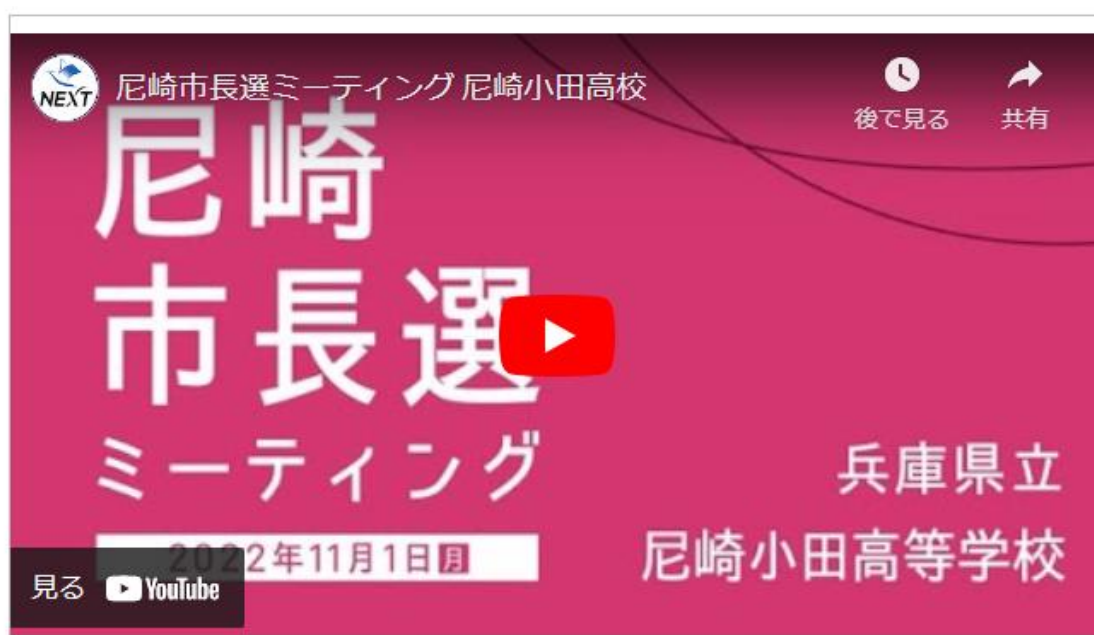 NEXT
尼崎市長選ミーティング 尼崎小田高校
後で見る
共有
尼崎
市長選
ミーティング
2022年11月1日月
兵庫県立
尼崎小田高等学校
見る YouTube